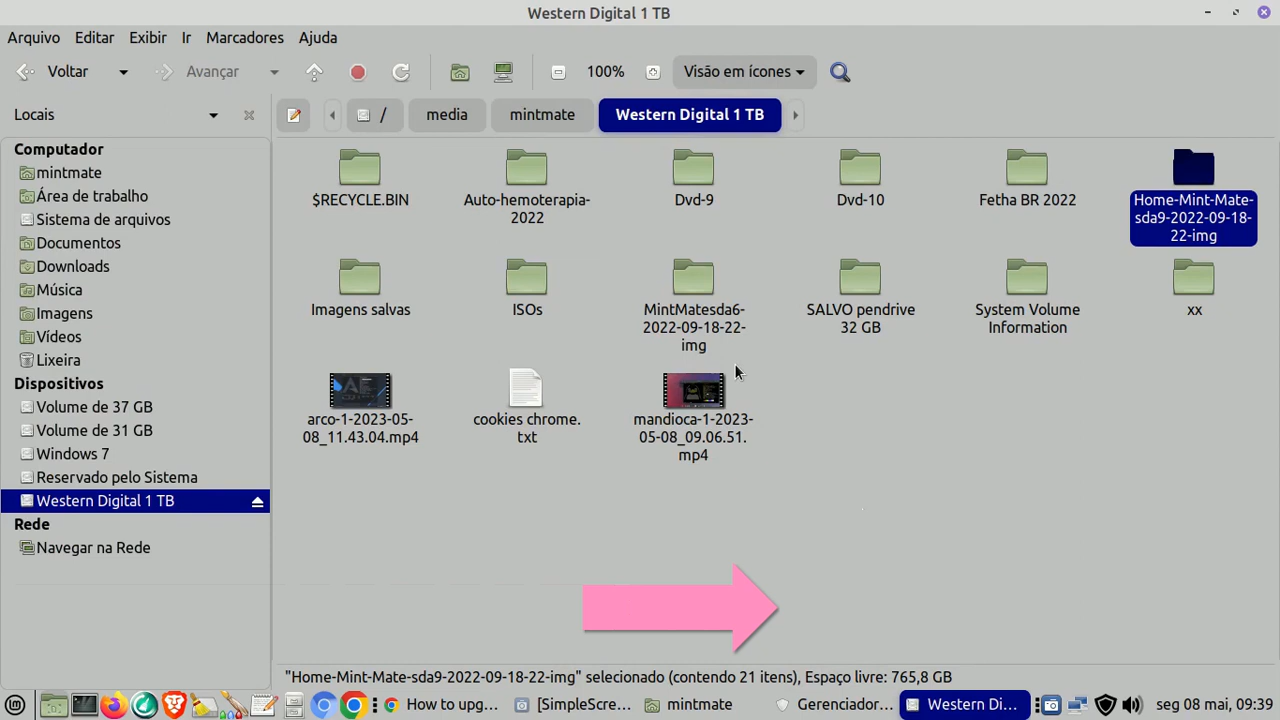 Western Digital 1 TB
Arquivo Editar Exibir Ir Marcadores Ajuda
Voltar Avançar 100% Visão em ícones
Locais / media mintmate Western Digital 1 TB
Computador
mintmate
Área de trabalho
Sistema de arquivos
Documentos
Downloads
Música
Imagens
Vídeos
Lixeira
Dispositivos
Volume de 37 GB
Volume de 31 GB
Windows 7
Reservado pelo Sistema
Western Digital 1 TB
Rede
Navegar na Rede
$RECYCLE.BIN
Auto-hemoterapia-
2022
Dvd-9
Dvd-10
Fetha BR 2022
Home-Mint-Mate-
sda9-2022-09-18-
22-img
Imagens salvas
ISOs
MintMatesda6-
2022-09-18-22-
img
SALVO pendrive
32 GB
System Volume
Information
xx
arco-1-2023-05-
08_11.43.04.mp4
cookies chrome.
txt
mandioca-1-2023-
05-08_09.06.51.
mp4
"Home-Mint-Mate-sda9-2022-09-18-22-img" selecionado (contendo 21 itens), Espaço livre: 765,8 GB
How to upg... [SimpleScre... mintmate Gerenciador... Western Di... seg 08 mai, 09:39